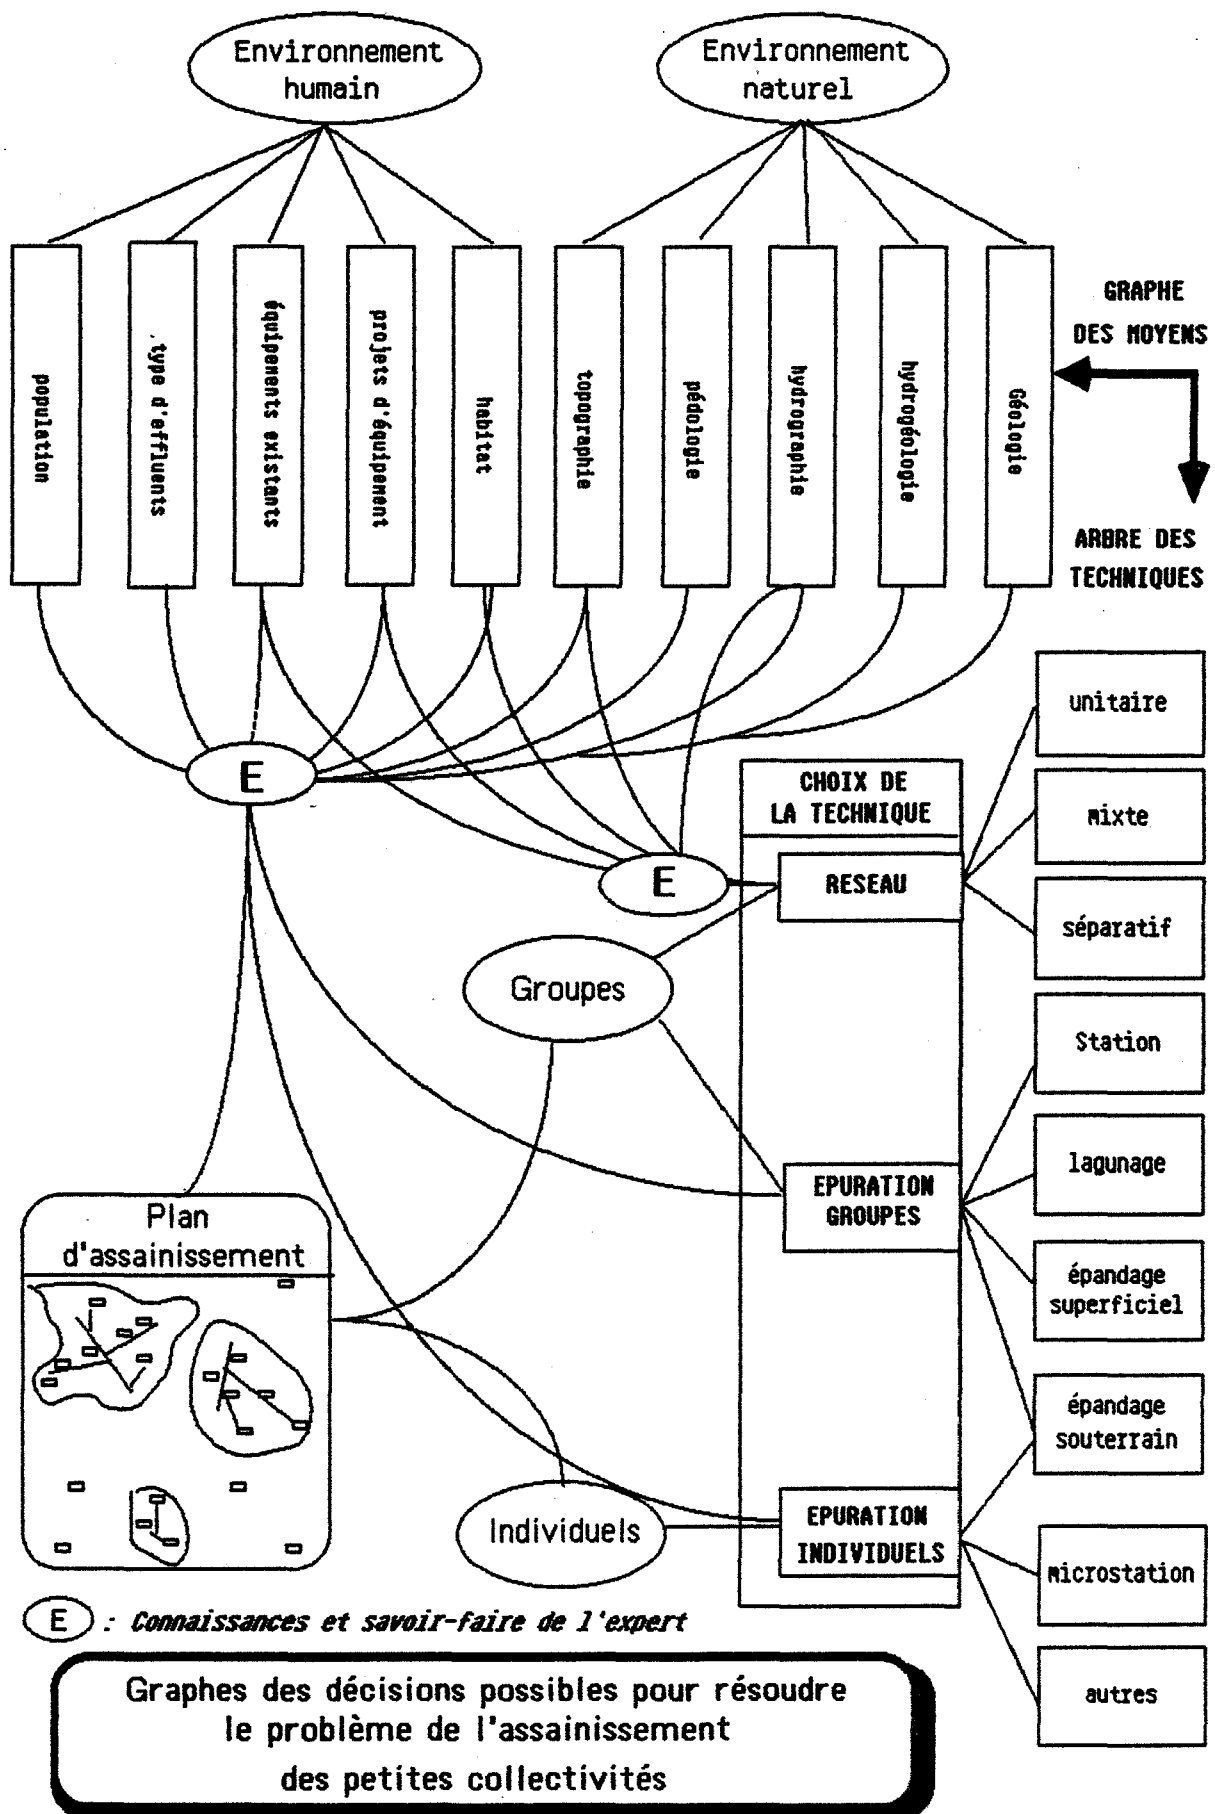 Environnement
humain
Environnement
naturel
population
type d'effluents
équipements existants
projets d'équipement
habitat
topographie
pédologie
hydrographie
hydrogéologie
Géologie
GRAPHE
DES MOYENS
ARBRE DES
TECHNIQUES
E
CHOIX DE
LA TECHNIQUE
E
RESEAU
unitaire
mixte
séparatif
Groupes
Station
lagunage
EPURATION
GROUPES
épandage
superficiel
Plan
d'assainissement
épandage
souterrain
Individuels
EPURATION
INDIVIDUELS
microstation
autres
E : Connaissances et savoir-faire de l'expert
Graphes des décisions possibles pour résoudre
le problème de l'assainissement
des petites collectivités